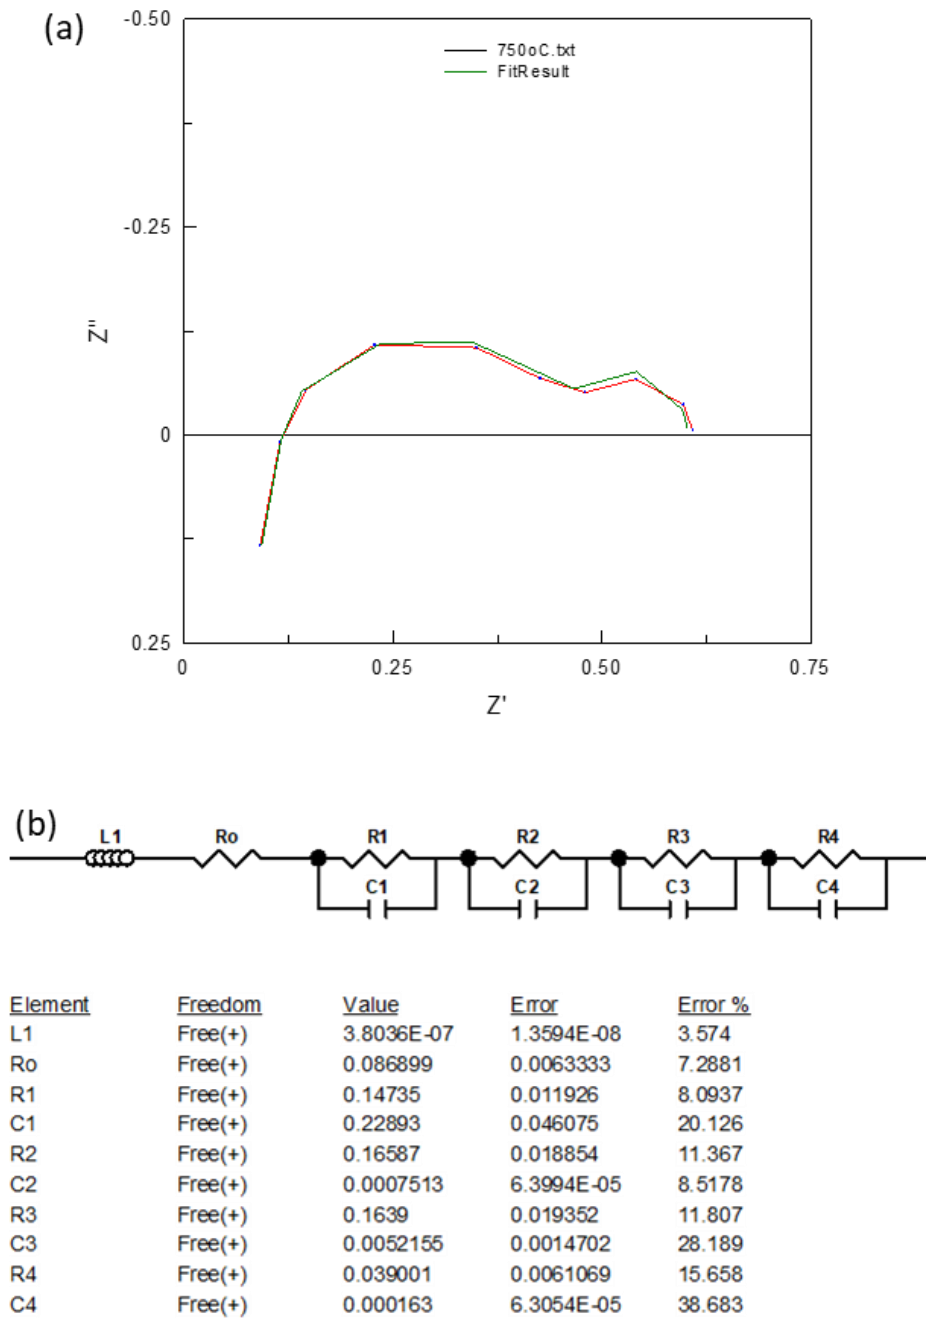 (a)
-0.50
750oC.txt
FitResult
-0.25
Z''
0
0.25
0 0.25 0.50 0.75
Z'
(b)
L1 Ro R1 R2 R3 R4
C1 C2 C3 C4
Element Freedom Value Error Error %
L1 Free(+) 3.8036E-07 1.3594E-08 3.574
Ro Free(+) 0.086899 0.0063333 7.2881
R1 Free(+) 0.14735 0.011926 8.0937
C1 Free(+) 0.22893 0.046075 20.126
R2 Free(+) 0.16587 0.018854 11.367
C2 Free(+) 0.0007513 6.3994E-05 8.5178
R3 Free(+) 0.1639 0.019352 11.807
C3 Free(+) 0.0052155 0.0014702 28.189
R4 Free(+) 0.039001 0.0061069 15.658
C4 Free(+) 0.000163 6.3054E-05 38.683